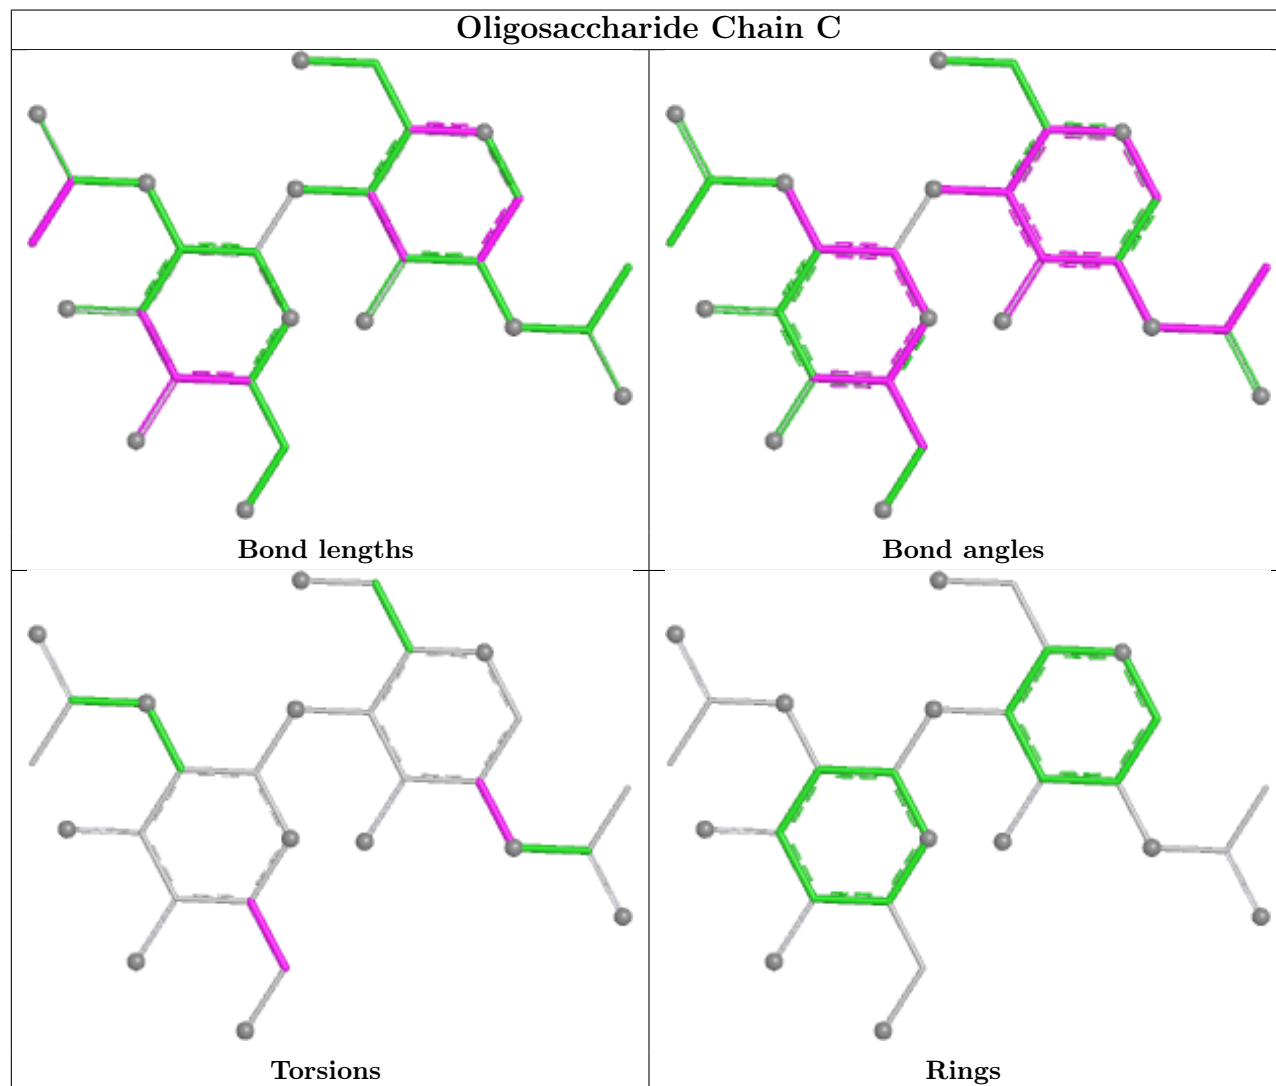 Oligosaccharide Chain C
Bond lengths
Bond angles
Torsions
Rings